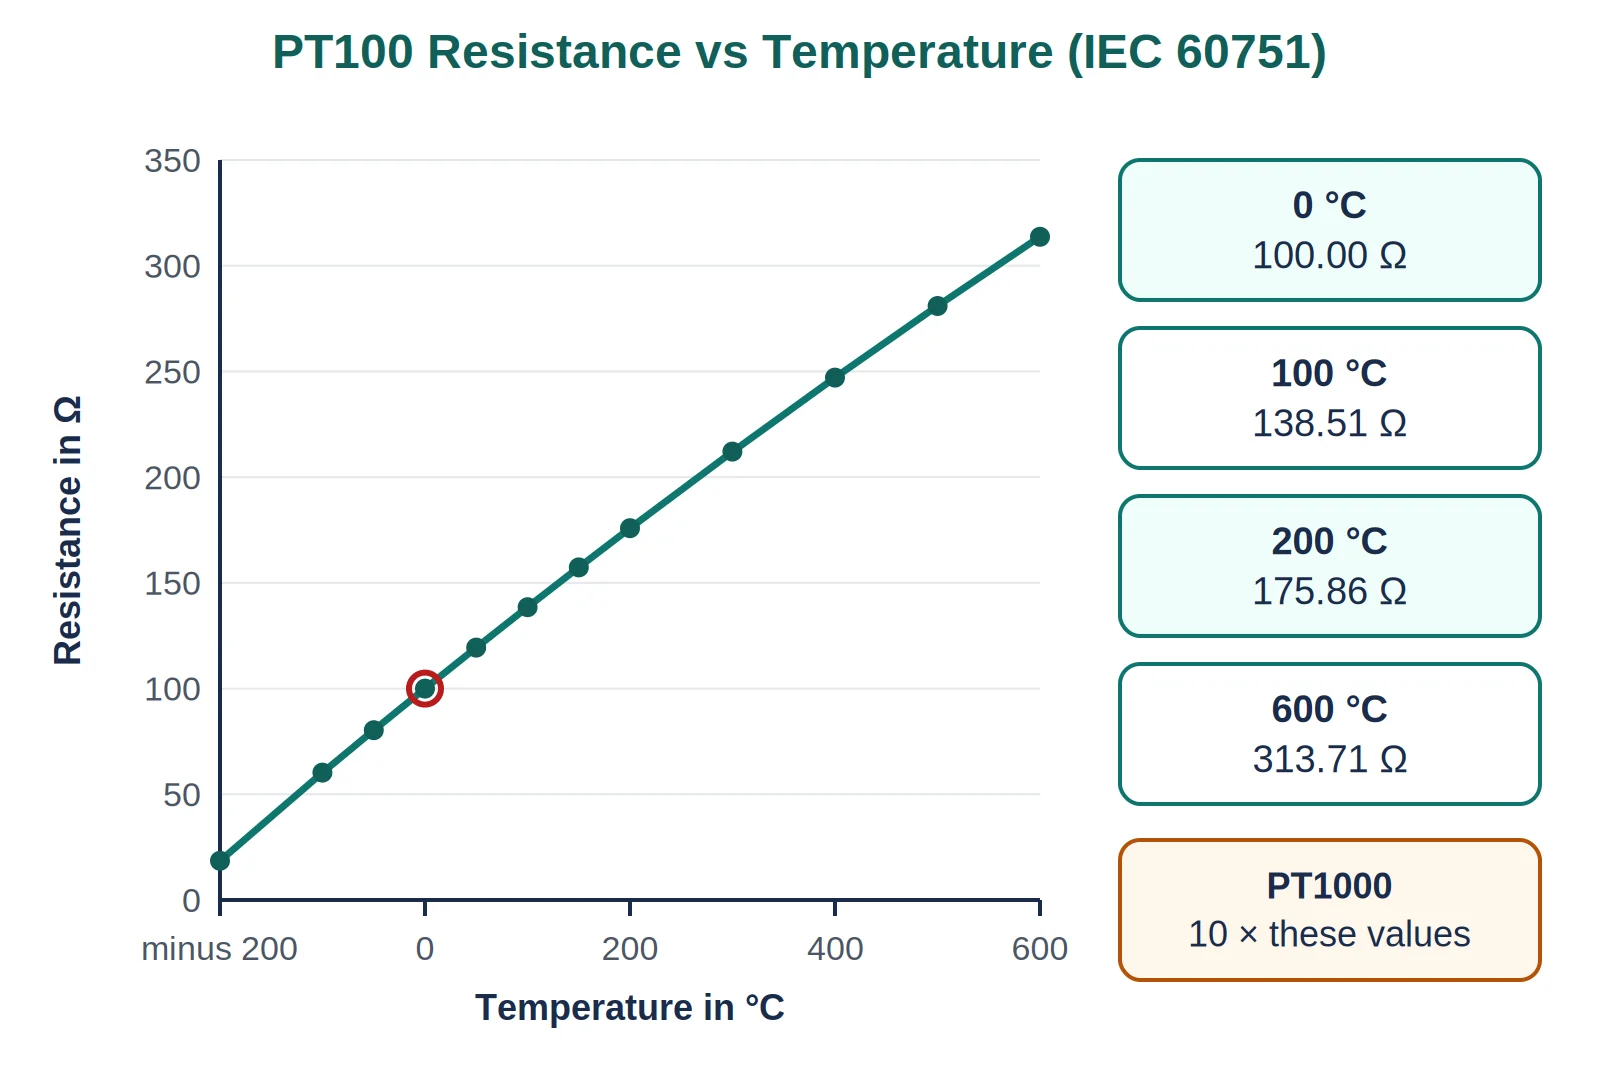 PT100 Resistance vs Temperature (IEC 60751)
350
300
250
200
150
100
50
0
Resistance in Ω
minus 200
0
200
400
600
Temperature in °C
0 °C
100.00 Ω
100 °C
138.51 Ω
200 °C
175.86 Ω
600 °C
313.71 Ω
PT1000
10 × these values